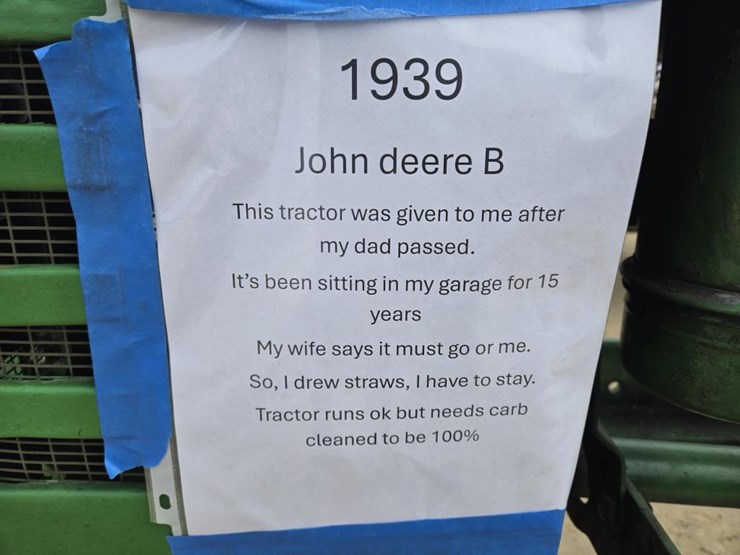 1939
John deere B
This tractor was given to me after
my dad passed.
It's been sitting in my garage for 15
years
My wife says it must go or me.
So, I drew straws, I have to stay.
Tractor runs ok but needs carb
cleaned to be 100%